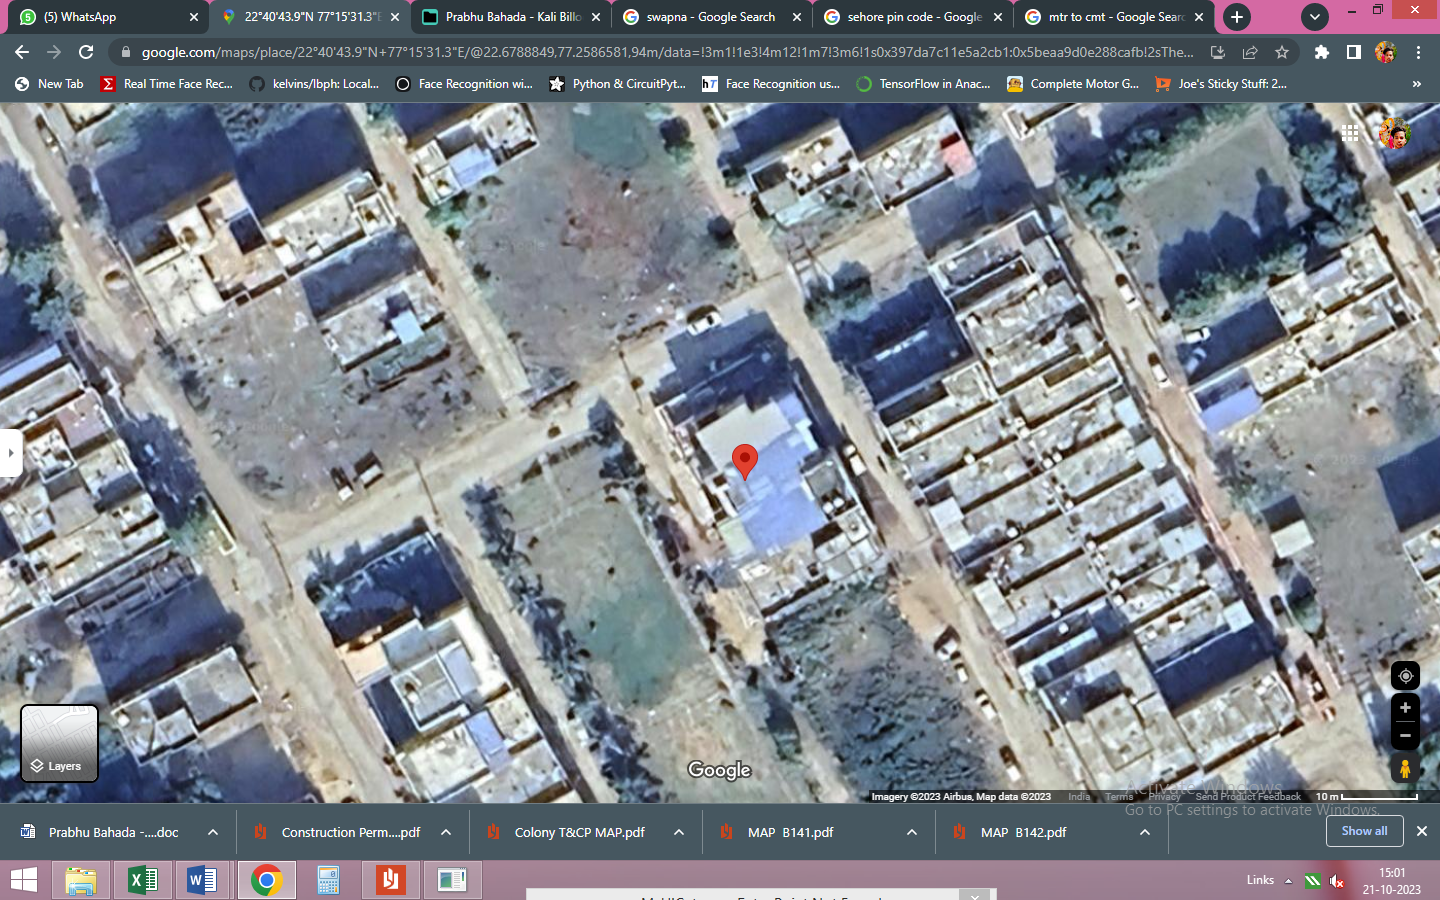 (5) WhatsApp
22°40'43.9"N 77°15'31.3"E
Prabhu Bahada - Kali Billo
swapna - Google Search
sehore pin code - Google
mtr to cmt - Google Searc
google.com/maps/place/22°40'43.9"N+77°15'31.3"E/@22.6788849,77.2586581,94m/data=!3m1!1e3!4m12!1m7!3m6!1s0x397da7c11e5a2cb1:0x5beaa9d0e288cafb!2sThe...
New Tab
Real Time Face Rec...
kelvins/lbph: Local...
Face Recognition wi...
Python & CircuitPyt...
hT Face Recognition us...
TensorFlow in Anac...
Complete Motor G...
Joe's Sticky Stuff: 2...
»
Layers
Google
Imagery ©2023 Airbus, Map data ©2023 India Terms Privacy Send Product Feedback 10 m
Activate Windows
Go to PC settings to activate Windows.
Prabhu Bahada -....doc
Construction Perm....pdf
Colony T&CP MAP.pdf
MAP B141.pdf
MAP B142.pdf
Show all
Links
15:01
21-10-2023